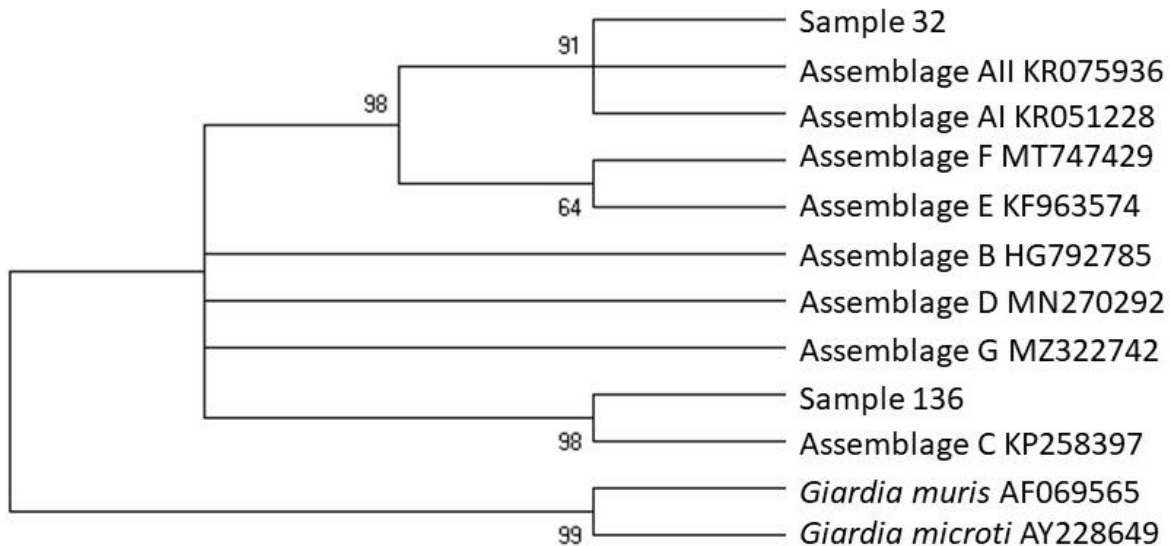 Sample 32
91
Assemblage AII KR075936
98
Assemblage AI KR051228
Assemblage F MT747429
64
Assemblage E KF963574
Assemblage B HG792785
Assemblage D MN270292
Assemblage G MZ322742
Sample 136
98
Assemblage C KP258397
Giardia muris AF069565
99
Giardia microti AY228649